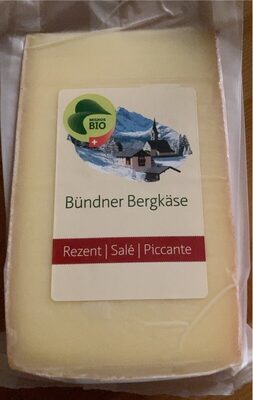 MIGROS
BIO
Bündner Bergkäse
Rezent | Salé | Piccante